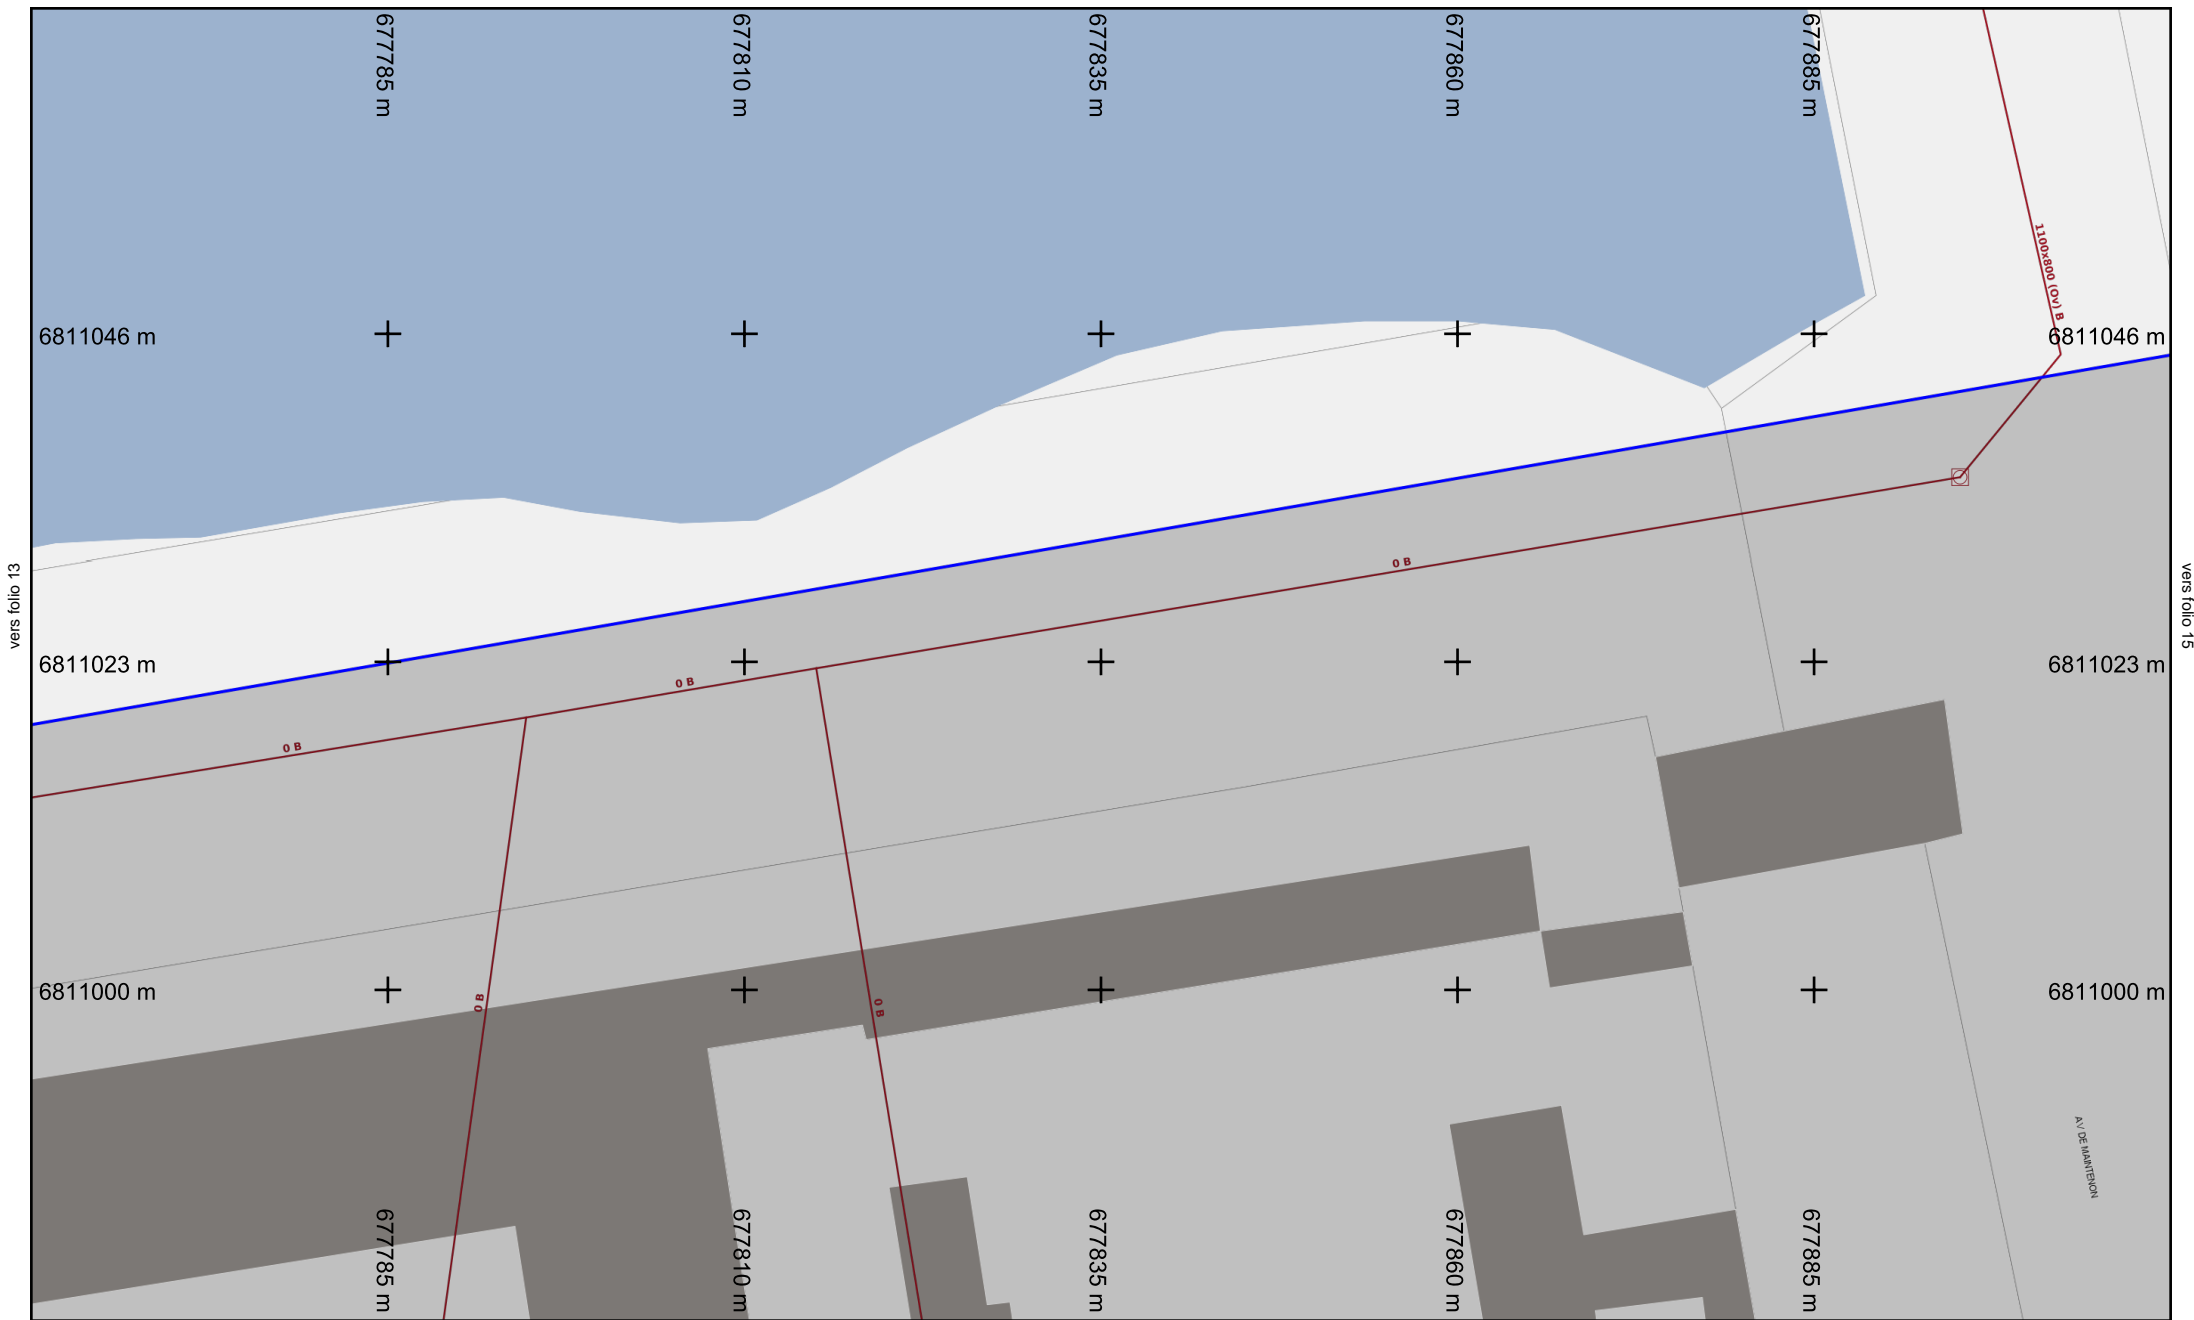 677785 m
677810 m
677835 m
677860 m
677885 m
1100x800 (Ov) B
6811046 m
6811046 m
vers folio 13
0 B
vers folio 15
6811023 m
6811023 m
0 B
0 B
6811000 m
6811000 m
0 B
0 B
AV DE MAINTENON
677785 m
677810 m
677835 m
677860 m
677885 m